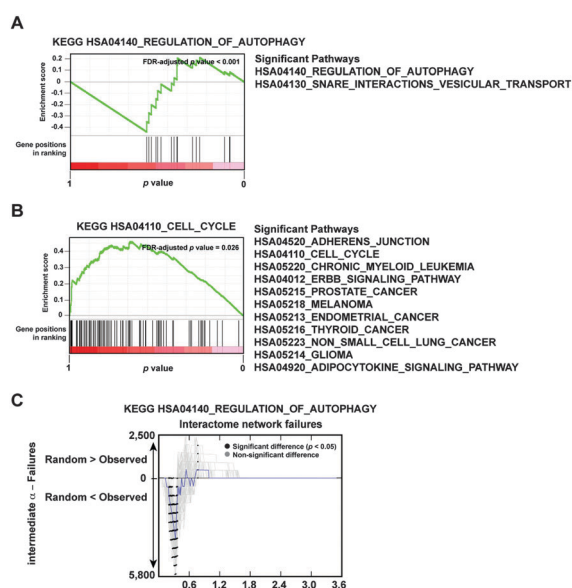 A
KEGG HSA04140_REGULATION_OF_AUTOPHAGY
FDR-adjusted p value < 0.001
Enrichment score
0.2
0.1
0
-0.1
-0.2
-0.3
-0.4
Gene positions
in ranking
1
p value
0
Significant Pathways
HSA04140_REGULATION_OF_AUTOPHAGY
HSA04130_SNARE_INTERACTIONS_VESICULAR_TRANSPORT
B
KEGG HSA04110_CELL_CYCLE
FDR-adjusted p value = 0.026
Enrichment score
0.4
0.3
0.2
0.1
0
Gene positions
in ranking
1
p value
0
Significant Pathways
HSA04520_ADHERENS_JUNCTION
HSA04110_CELL_CYCLE
HSA05220_CHRONIC_MYELOID_LEUKEMIA
HSA04012_ERBB_SIGNALING_PATHWAY
HSA05215_PROSTATE_CANCER
HSA05218_MELANOMA
HSA05213_ENDOMETRIAL_CANCER
HSA05216_THYROID_CANCER
HSA05223_NON_SMALL_CELL_LUNG_CANCER
HSA05214_GLIOMA
HSA04920_ADIPOCYTOKINE_SIGNALING_PATHWAY
C
KEGG HSA04140_REGULATION_OF_AUTOPHAGY
Interactome network failures
intermediate α – Failures
2,500
Random > Observed
0
Random < Observed
5,800
Significant difference (p < 0.05)
Non-significant difference
0.6 1.2 1.8 2.4 3.0 3.6